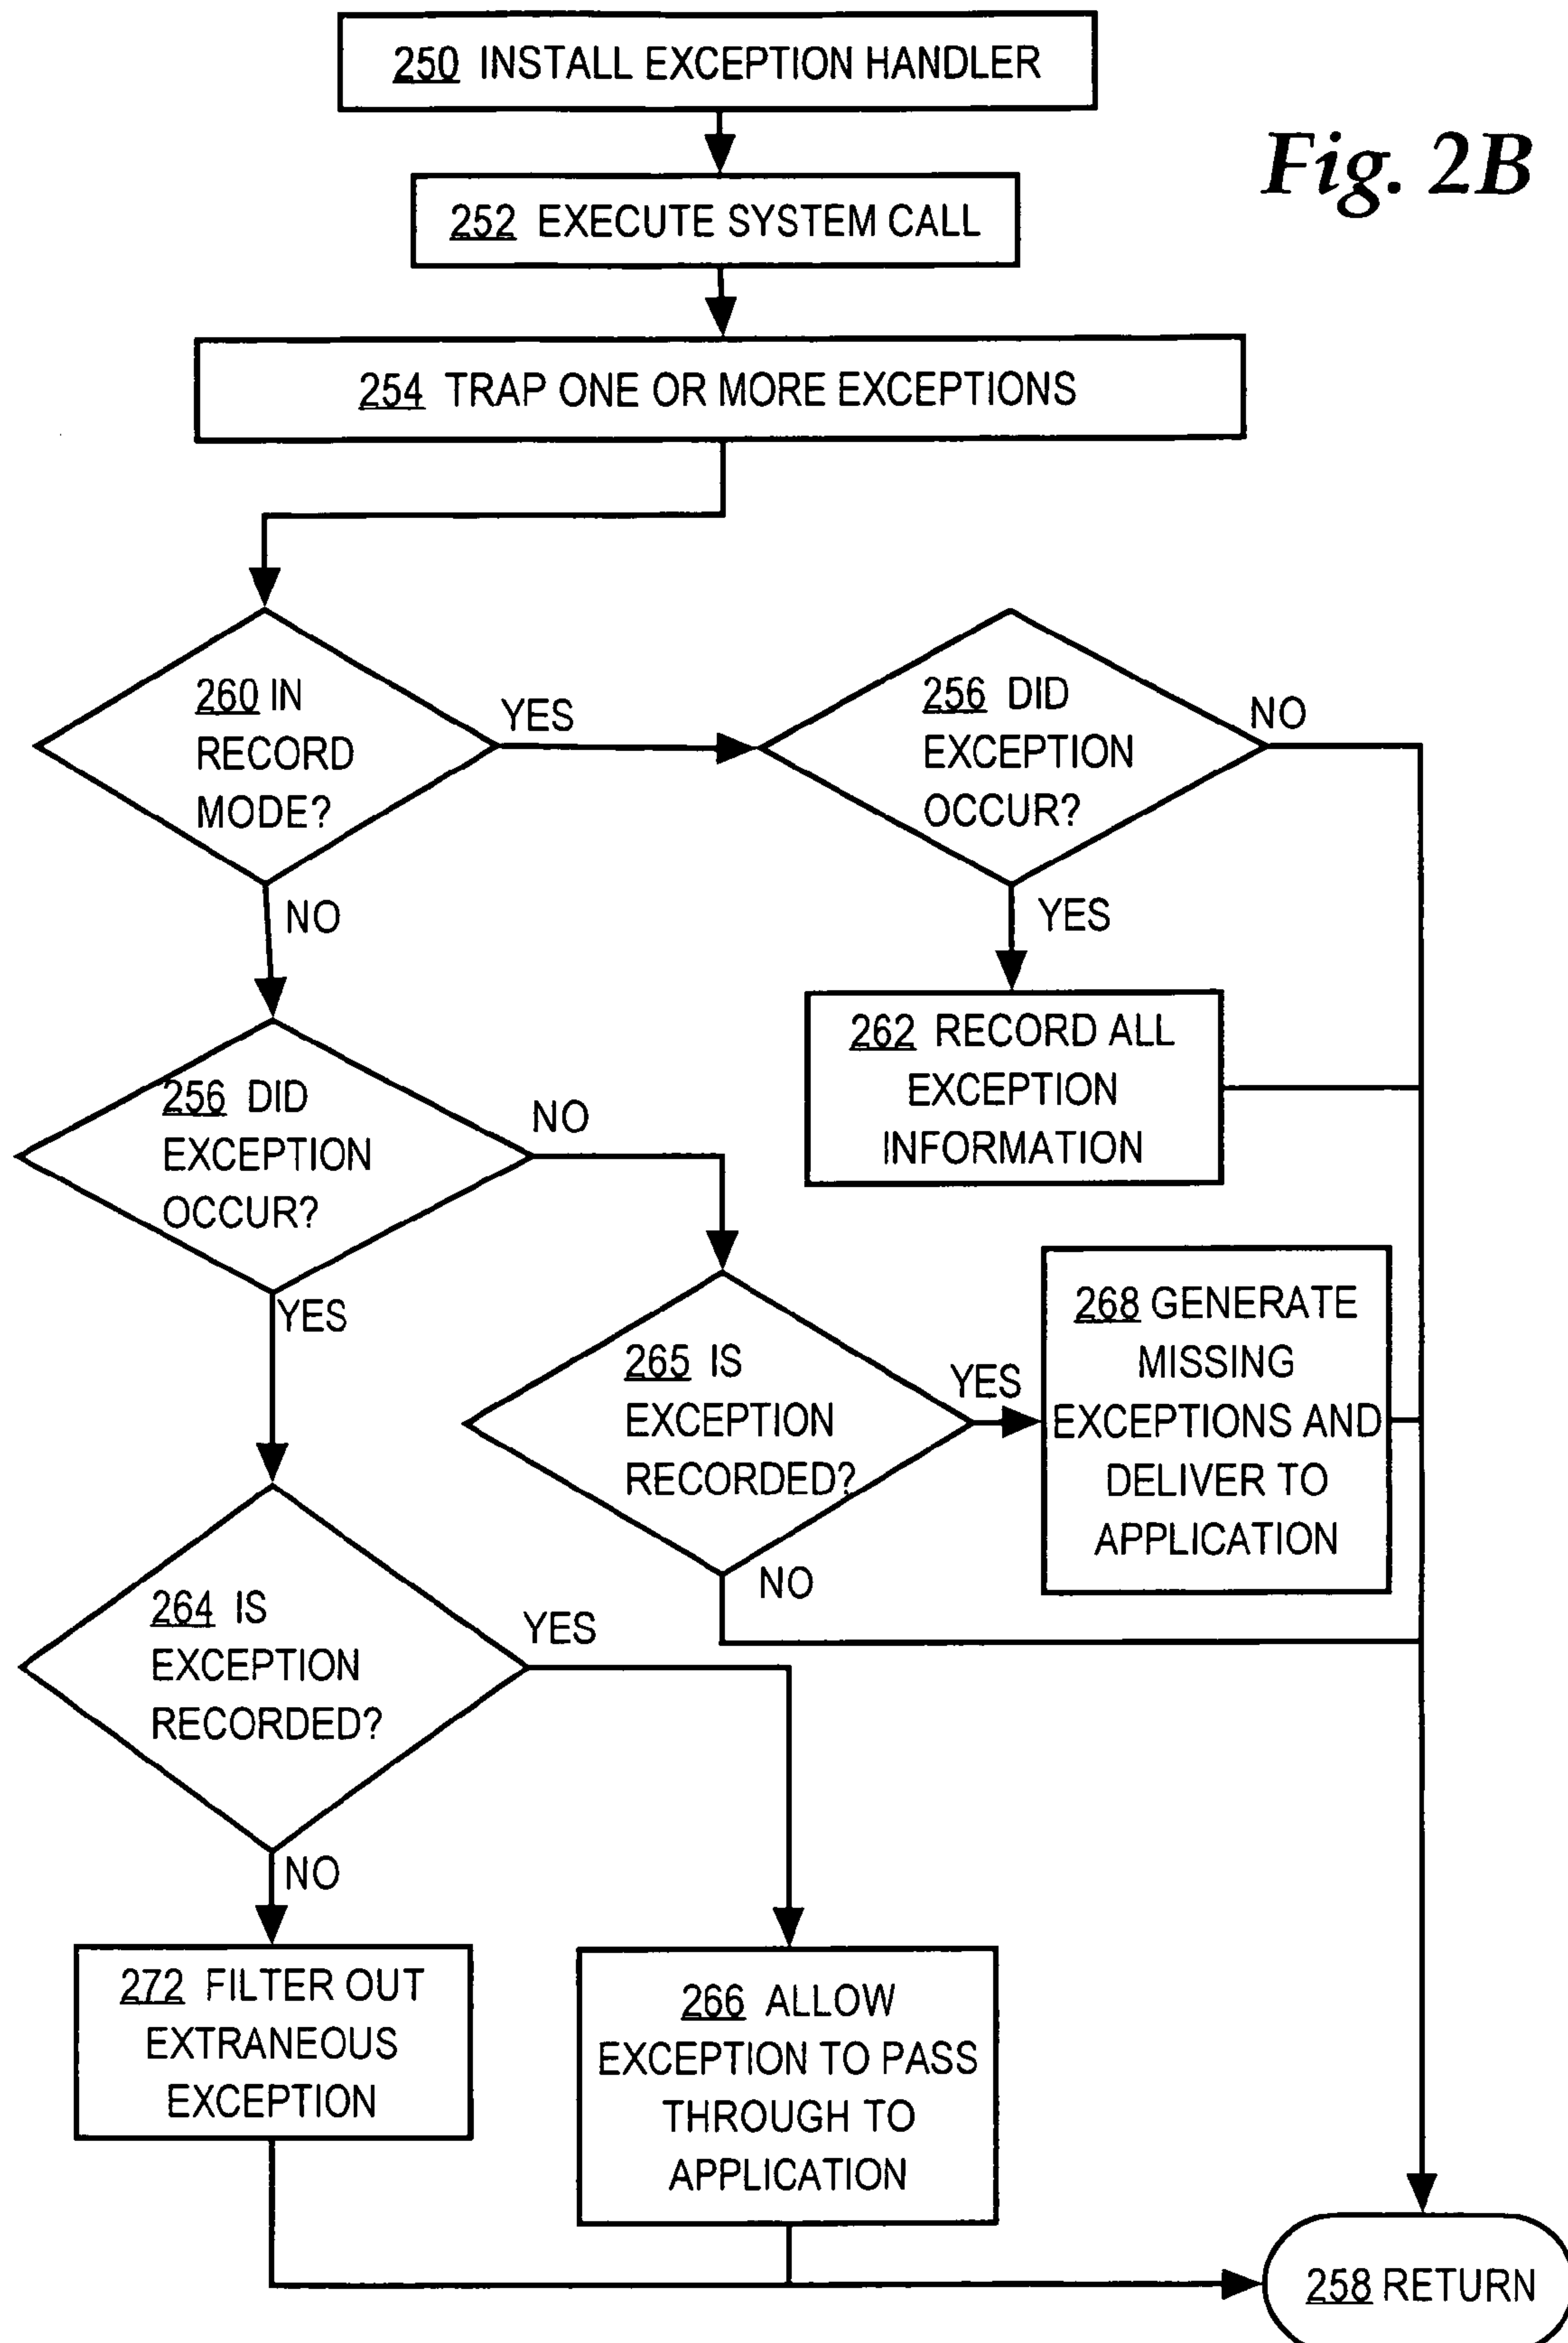 250 INSTALL EXCEPTION HANDLER
Fig. 2B
252 EXECUTE SYSTEM CALL
254 TRAP ONE OR MORE EXCEPTIONS
260 IN
RECORD
MODE?
YES
NO
256 DID
EXCEPTION
OCCUR?
NO
YES
262 RECORD ALL
EXCEPTION
INFORMATION
256 DID
EXCEPTION
OCCUR?
NO
YES
265 IS
EXCEPTION
RECORDED?
YES
NO
268 GENERATE
MISSING
EXCEPTIONS AND
DELIVER TO
APPLICATION
264 IS
EXCEPTION
RECORDED?
YES
NO
272 FILTER OUT
EXTRANEOUS
EXCEPTION
266 ALLOW
EXCEPTION TO PASS
THROUGH TO
APPLICATION
258 RETURN